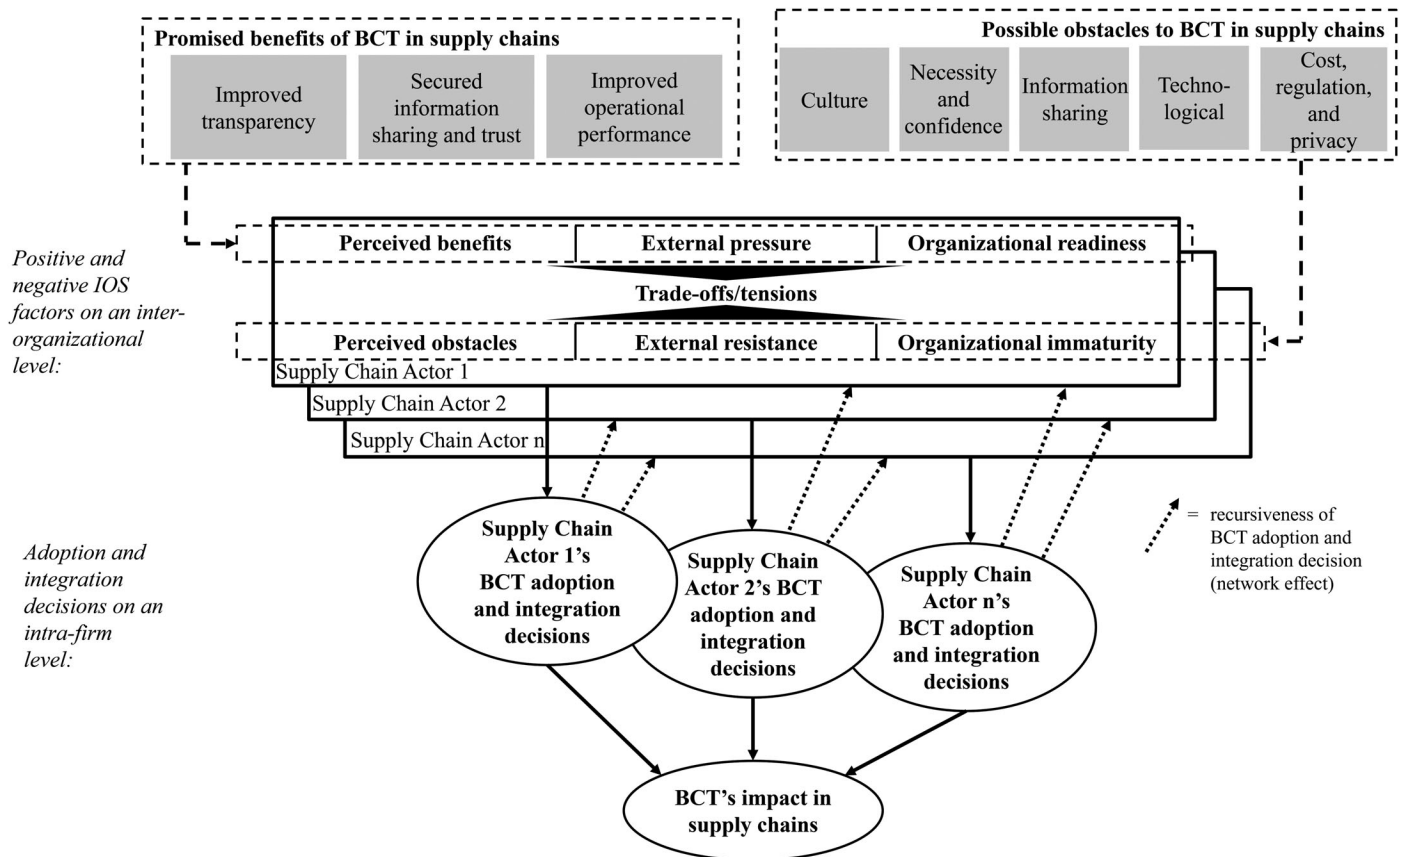 Promised benefits of BCT in supply chains
Improved
transparency
Secured
information
sharing and trust
Improved
operational
performance
Possible obstacles to BCT in supply chains
Culture
Necessity
and
confidence
Information
sharing
Techno-
logical
Cost,
regulation,
and
privacy
Positive and
negative IOS
factors on an inter-
organizational
level:
Perceived benefits
External pressure
Organizational readiness
Trade-offs/tensions
Perceived obstacles
External resistance
Organizational immaturity
Supply Chain Actor 1
Supply Chain Actor 2
Supply Chain Actor n
Adoption and
integration
decisions on an
intra-firm
level:
Supply Chain
Actor 1’s
BCT adoption
and integration
decisions
Supply Chain
Actor 2’s BCT
adoption and
integration
decisions
Supply Chain
Actor n’s
BCT adoption
and integration
decisions
= recursiveness of
BCT adoption and
integration decision
(network effect)
BCT’s impact in
supply chains